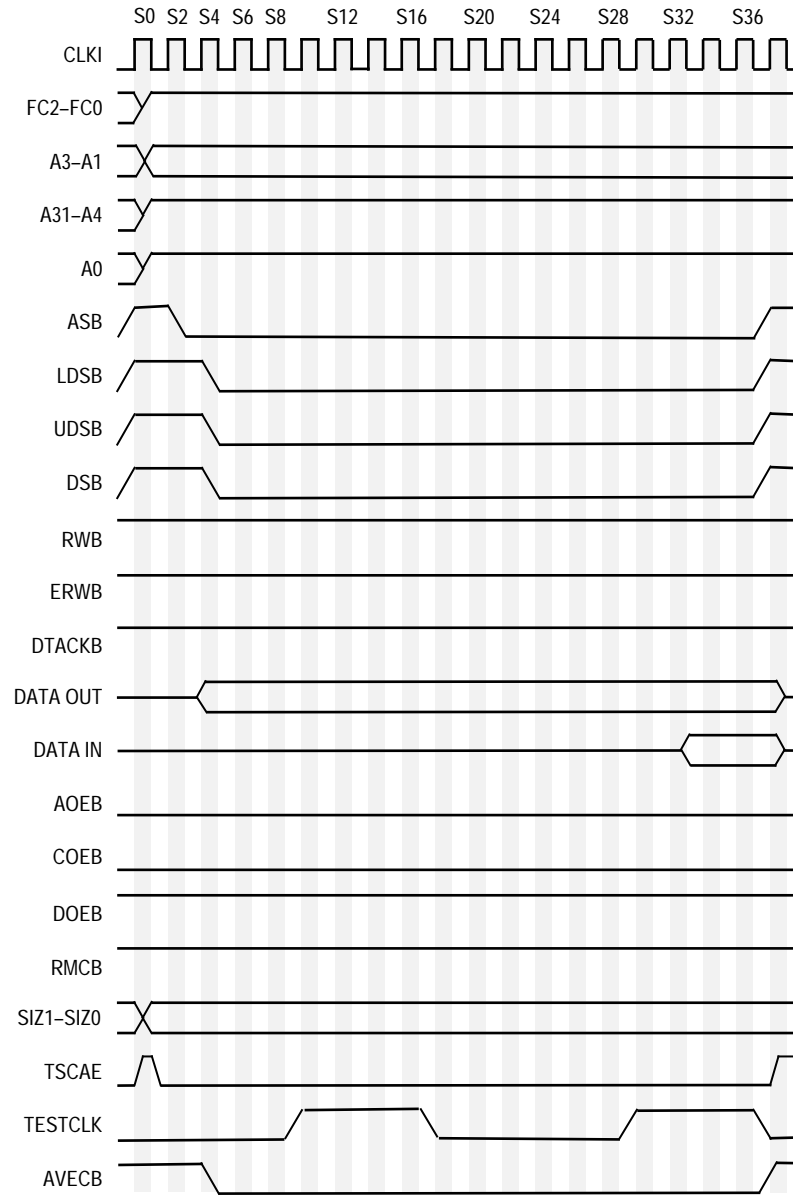 S0 S2 S4 S6 S8 S12 S16 S20 S24 S28 S32 S36
CLKI
FC2–FC0
A3–A1
A31–A4
A0
ASB
LDSB
UDSB
DSB
RWB
ERWB
DTACKB
DATA OUT
DATA IN
AOEB
COEB
DOEB
RMCB
SIZ1–SIZ0
TSCAE
TESTCLK
AVECB